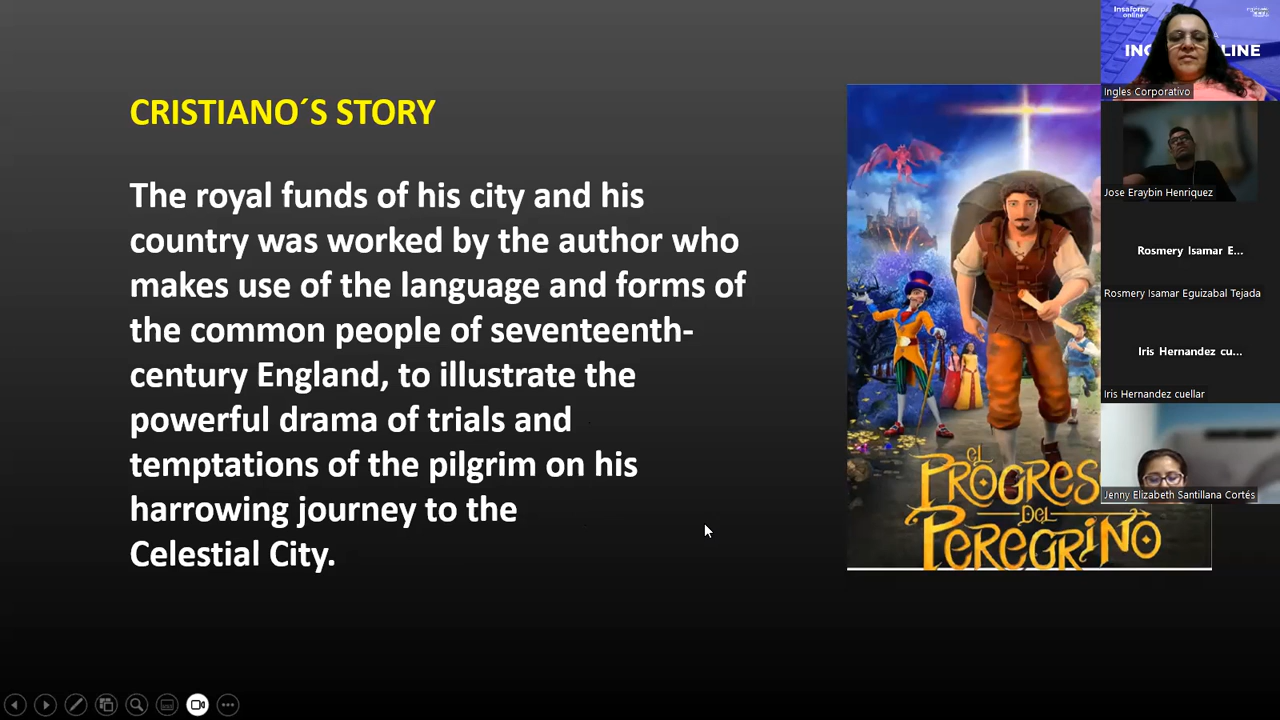 CRISTIANO´S STORY
The royal funds of his city and his
country was worked by the author who
makes use of the language and forms of
the common people of seventeenth-
century England, to illustrate the
powerful drama of trials and
temptations of the pilgrim on his
harrowing journey to the
Celestial City.
EL
PROGRES
DEL
PEREGRINO
Insaforp
online
ING LINE
Ingles Corporativo
Jose Eraybin Henriquez
Rosmery Isamar E...
Rosmery Isamar Eguizabal Tejada
Iris Hernandez cu...
Iris Hernandez cuellar
Jenny Elizabeth Santillana Cortés